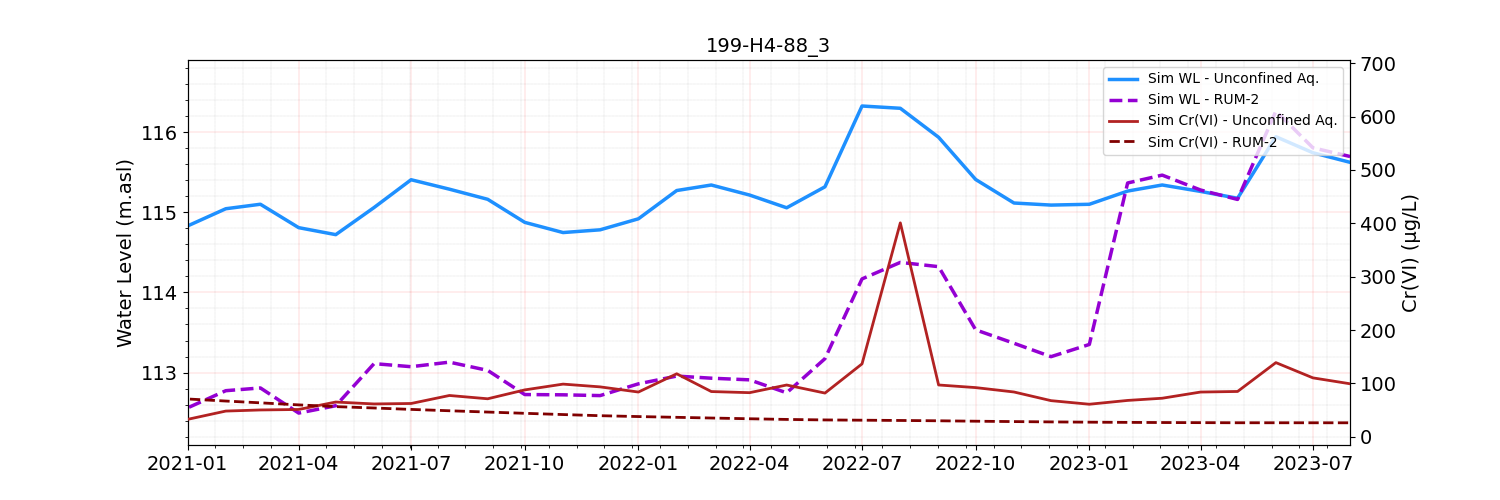 199-H4-88_3
Sim WL - Unconfined Aq.
Sim WL - RUM-2
Sim Cr(VI) - Unconfined Aq.
Sim Cr(VI) - RUM-2
Water Level (m.asl)
116
115
114
113
700
600
500
400
300
200
100
0
Cr(VI) (µg/L)
2021-01 2021-04 2021-07 2021-10 2022-01 2022-04 2022-07 2022-10 2023-01 2023-04 2023-07